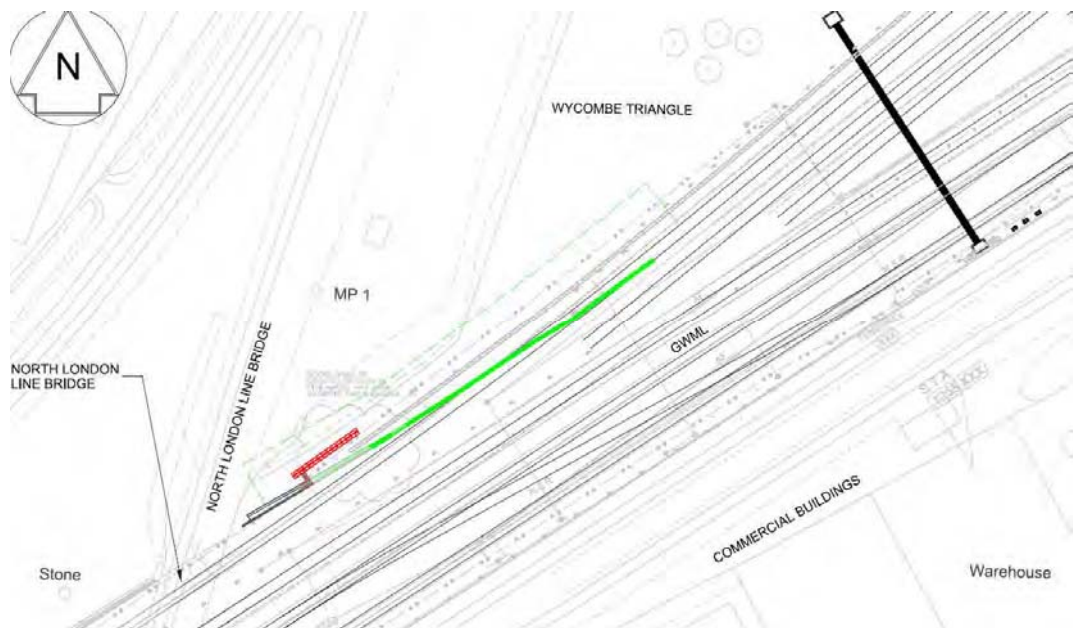 N
WYCOMBE TRIANGLE
MP 1
NORTH LONDON LINE BRIDGE
NORTH LONDON
LINE BRIDGE
GWML
COMMERCIAL BUILDINGS
Stone
Warehouse